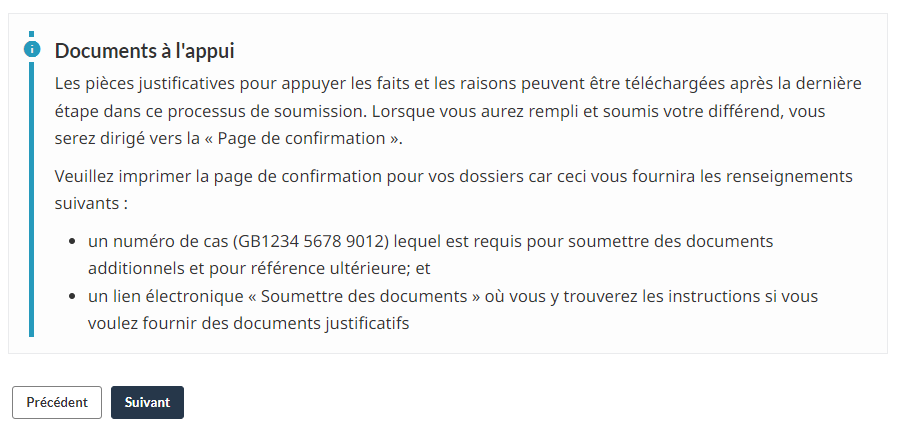 Documents à l'appui
Les pièces justificatives pour appuyer les faits et les raisons peuvent être téléchargées après la dernière
étape dans ce processus de soumission. Lorsque vous aurez rempli et soumis votre différend, vous
serez dirigé vers la « Page de confirmation ».
Veuillez imprimer la page de confirmation pour vos dossiers car ceci vous fournira les renseignements
suivants :
• un numéro de cas (GB1234 5678 9012) lequel est requis pour soumettre des documents
additionnels et pour référence ultérieure; et
• un lien électronique « Soumettre des documents » où vous y trouverez les instructions si vous
voulez fournir des documents justificatifs
Précédent
Suivant